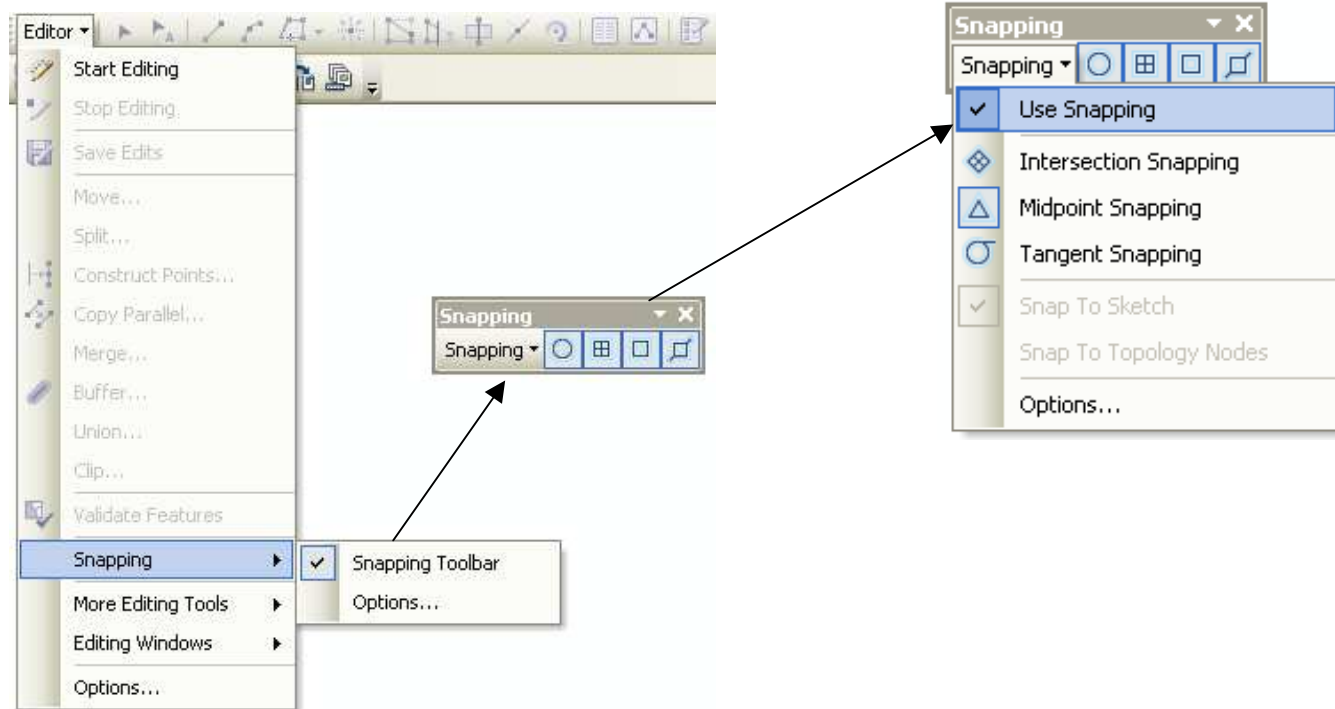 Editor
Start Editing
Stop Editing
Save Edits
Move...
Split...
Construct Points...
Copy Parallel...
Merge...
Buffer...
Union...
Clip...
Validate Features
Snapping
More Editing Tools
Editing Windows
Options...
Snapping Toolbar
Options...
Snapping
Snapping
Snapping
Snapping
Use Snapping
Intersection Snapping
Midpoint Snapping
Tangent Snapping
Snap To Sketch
Snap To Topology Nodes
Options...